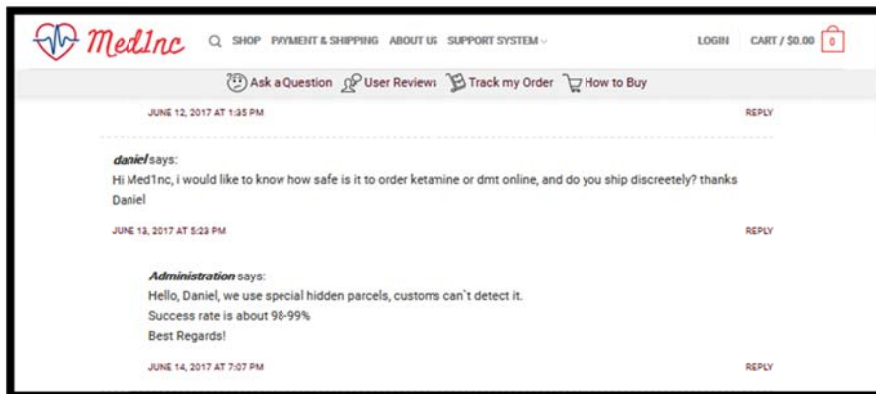 Med1nc SHOP PAYMENT & SHIPPING ABOUT US SUPPORT SYSTEM LOGIN CART / $0.00 0
Ask a Question User Reviews Track my Order How to Buy
JUNE 12, 2017 AT 1:35 PM REPLY
daniel says:
Hi Med1nc, i would like to know how safe is it to order ketamine or dmt online, and do you ship discreetely? thanks
Daniel
JUNE 13, 2017 AT 5:23 PM REPLY
Administration says:
Hello, Daniel, we use special hidden parcels, customs can`t detect it.
Success rate is about 98-99%
Best Regards!
JUNE 14, 2017 AT 7:07 PM REPLY